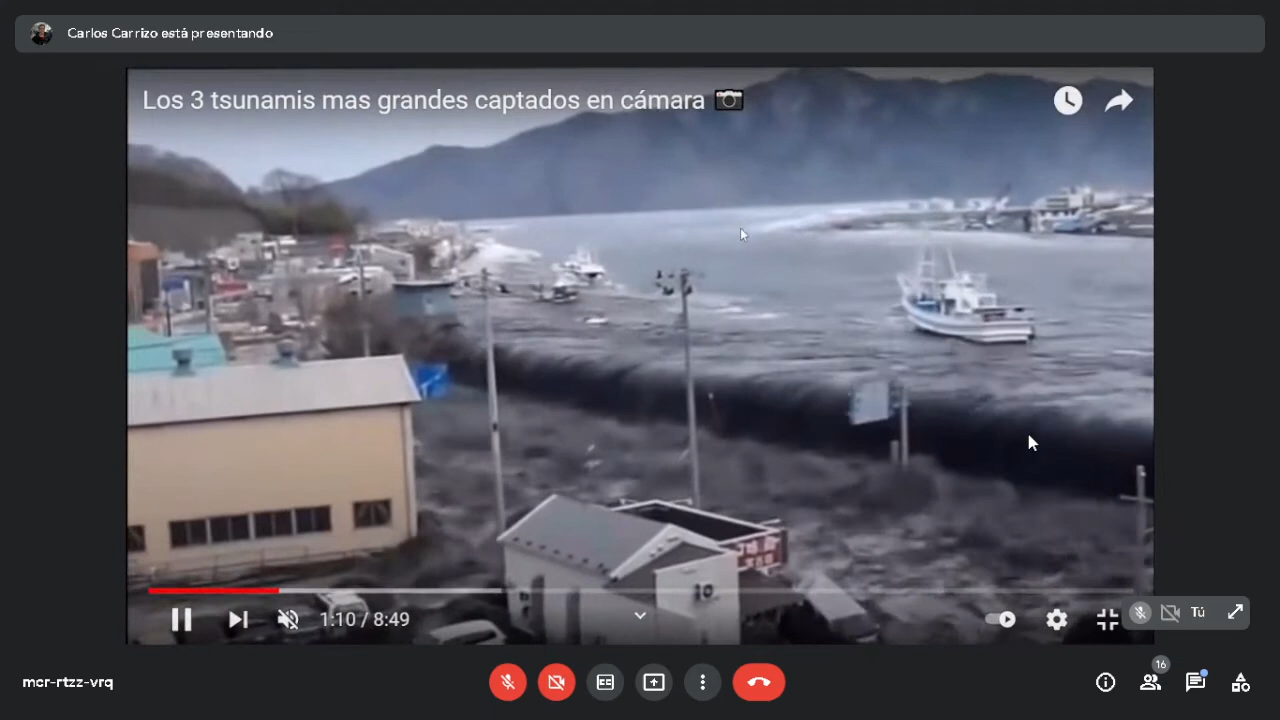 Carlos Carrizo está presentando
Los 3 tsunamis mas grandes captados en cámara
1:10 / 8:49
Tú
mcr-rtzz-vrq
CC
16